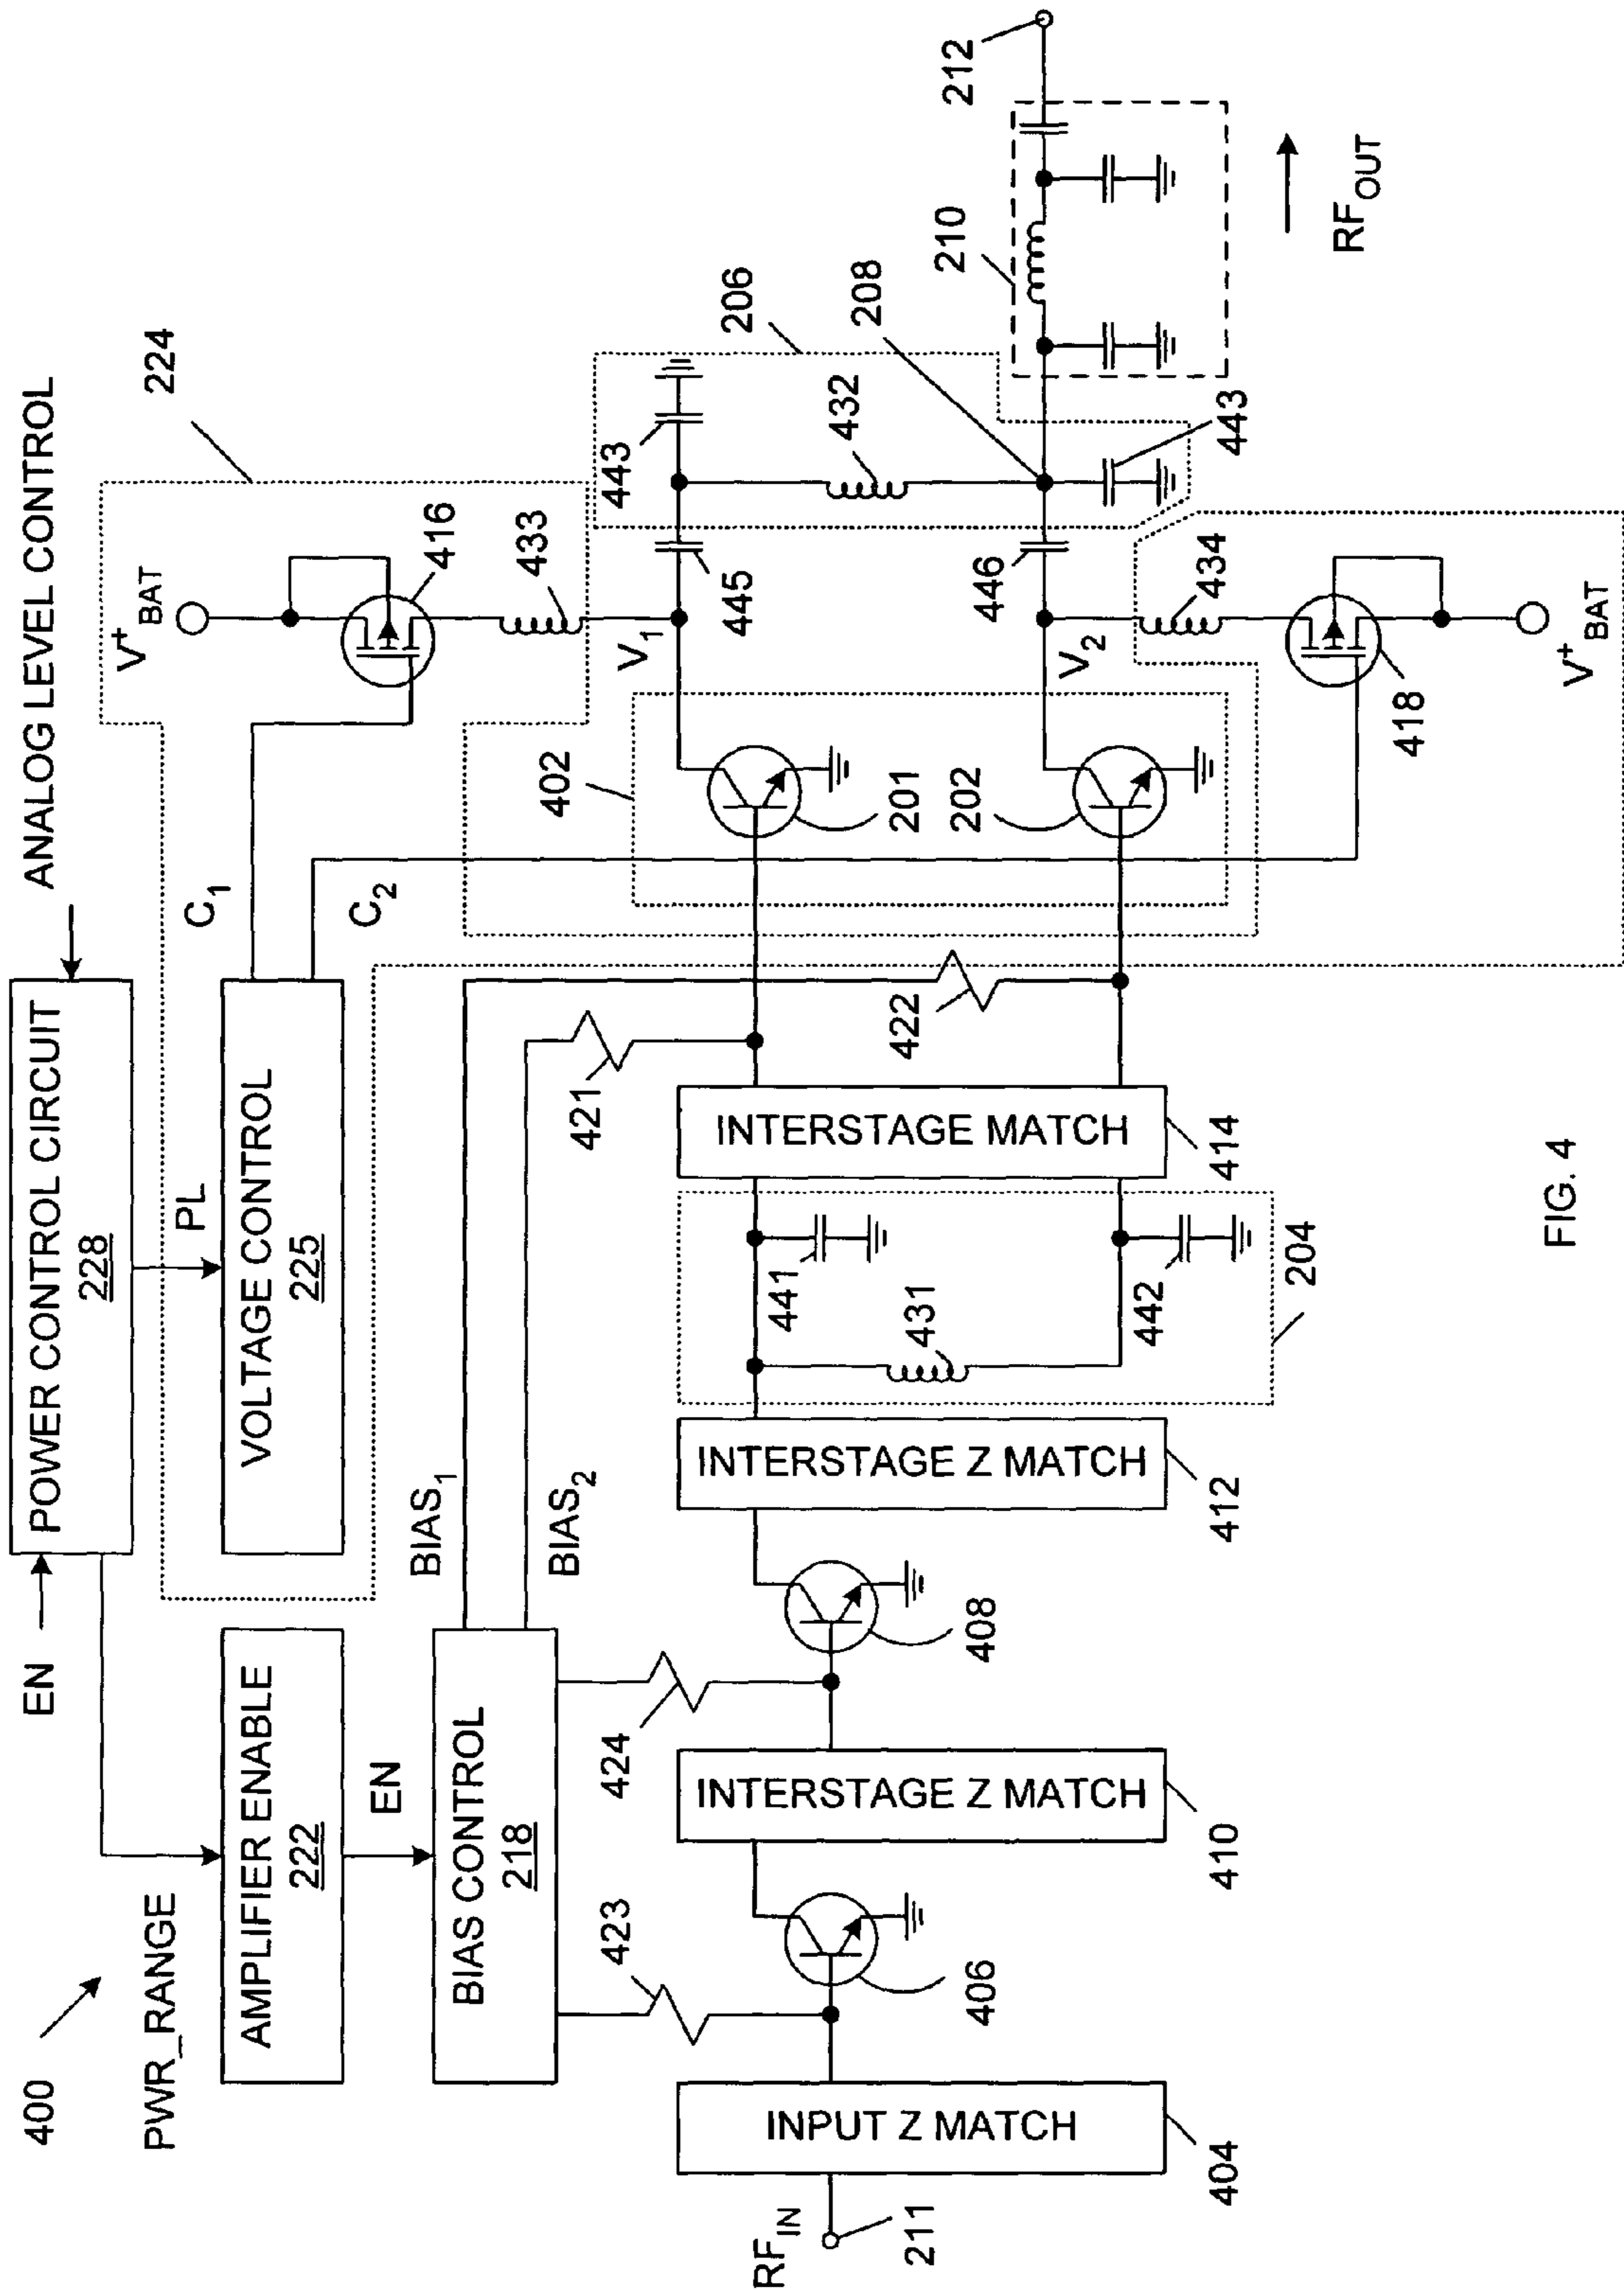 400
EN
POWER CONTROL CIRCUIT
228
ANALOG LEVEL CONTROL
PWR_RANGE
PL
AMPLIFIER ENABLE
222
VOLTAGE CONTROL
225
C1
C2
224
EN
BIAS CONTROL
218
BIAS1
BIAS2
V+BAT
416
433
V1
423
424
421
422
402
445
443
206
432
208
210
212
RFIN
211
INPUT Z MATCH
404
406
INTERSTAGE Z MATCH
410
408
INTERSTAGE Z MATCH
412
441
431
442
204
INTERSTAGE MATCH
414
201
202
V2
446
434
443
418
V+BAT
RFOUT
FIG. 4